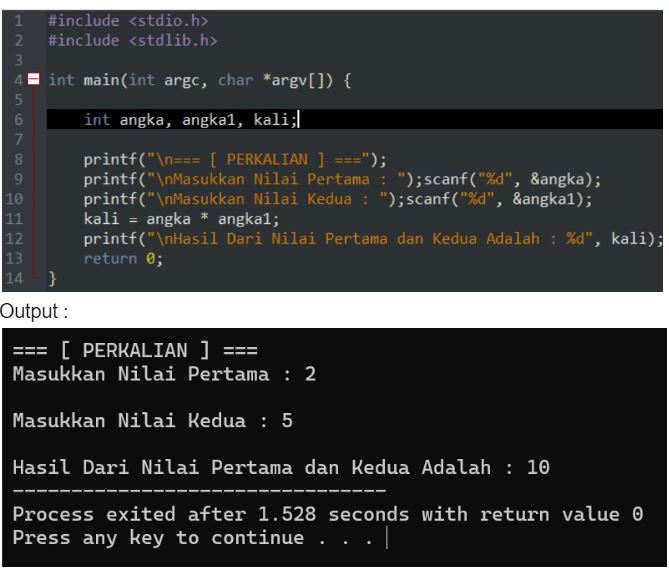 1 #include <stdio.h>
2 #include <stdlib.h>
3
4 int main(int argc, char *argv[]) {
5
6 int angka, angka1, kali;
7
8 printf("\n=== [ PERKALIAN ] ===");
9 printf("\nMasukkan Nilai Pertama : ");scanf("%d", &angka);
10 printf("\nMasukkan Nilai Kedua : ");scanf("%d", &angka1);
11 kali = angka * angka1;
12 printf("\nHasil Dari Nilai Pertama dan Kedua Adalah : %d", kali);
13 return 0;
14 }
Output :
=== [ PERKALIAN ] ===
Masukkan Nilai Pertama : 2
Masukkan Nilai Kedua : 5
Hasil Dari Nilai Pertama dan Kedua Adalah : 10
--------------------------------
Process exited after 1.528 seconds with return value 0
Press any key to continue . . .